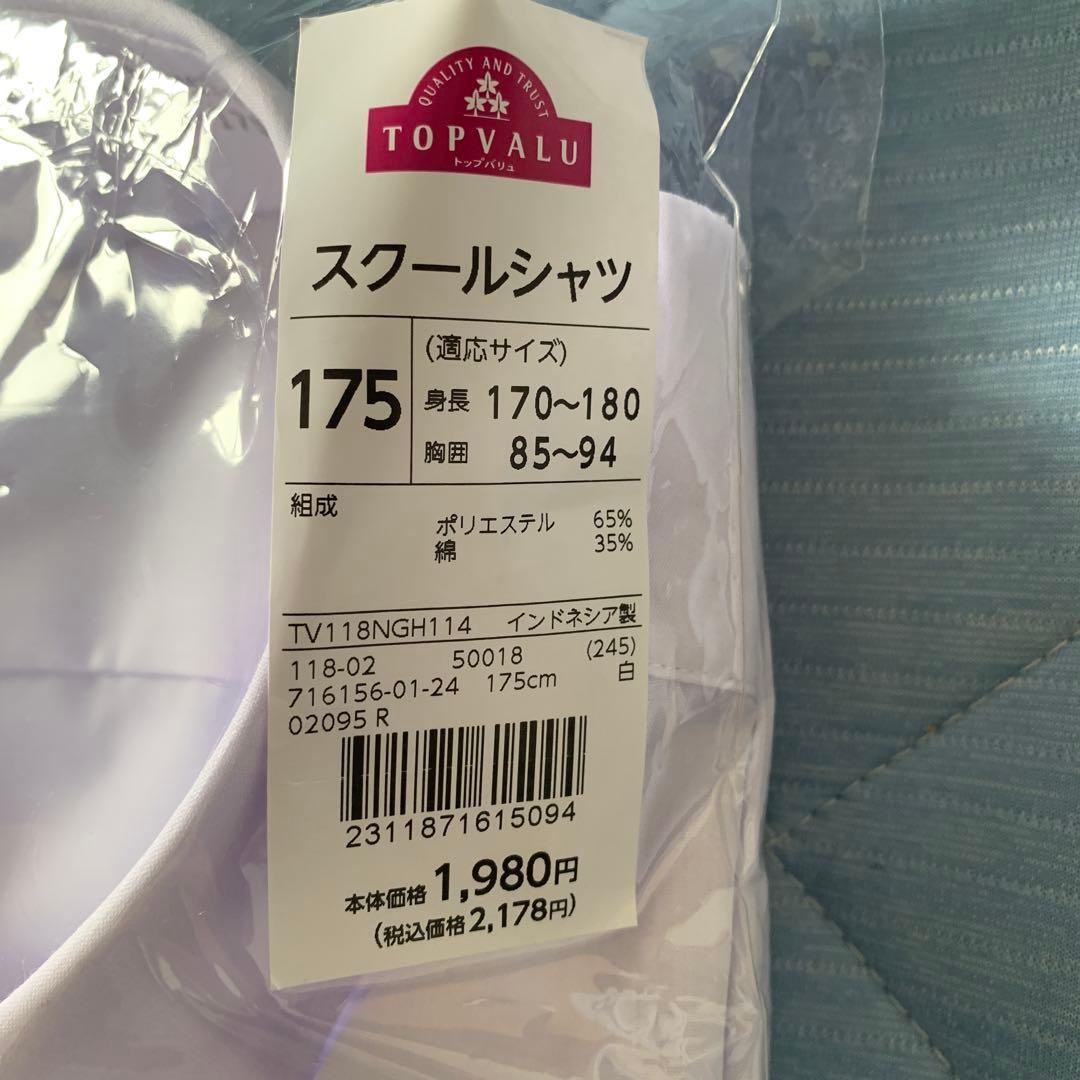 QUALITY AND TRUST
TOPVALU
トップバリュ
スクールシャツ
175
(適応サイズ)
身長 170〜180
胸囲 85〜94
組成
ポリエステル 65%
綿 35%
TV118NGH114 インドネシア製
118-02 50018 (245)
716156-01-24 175cm 白
02095 R
2311871615094
本体価格 1,980円
(税込価格2,178円)